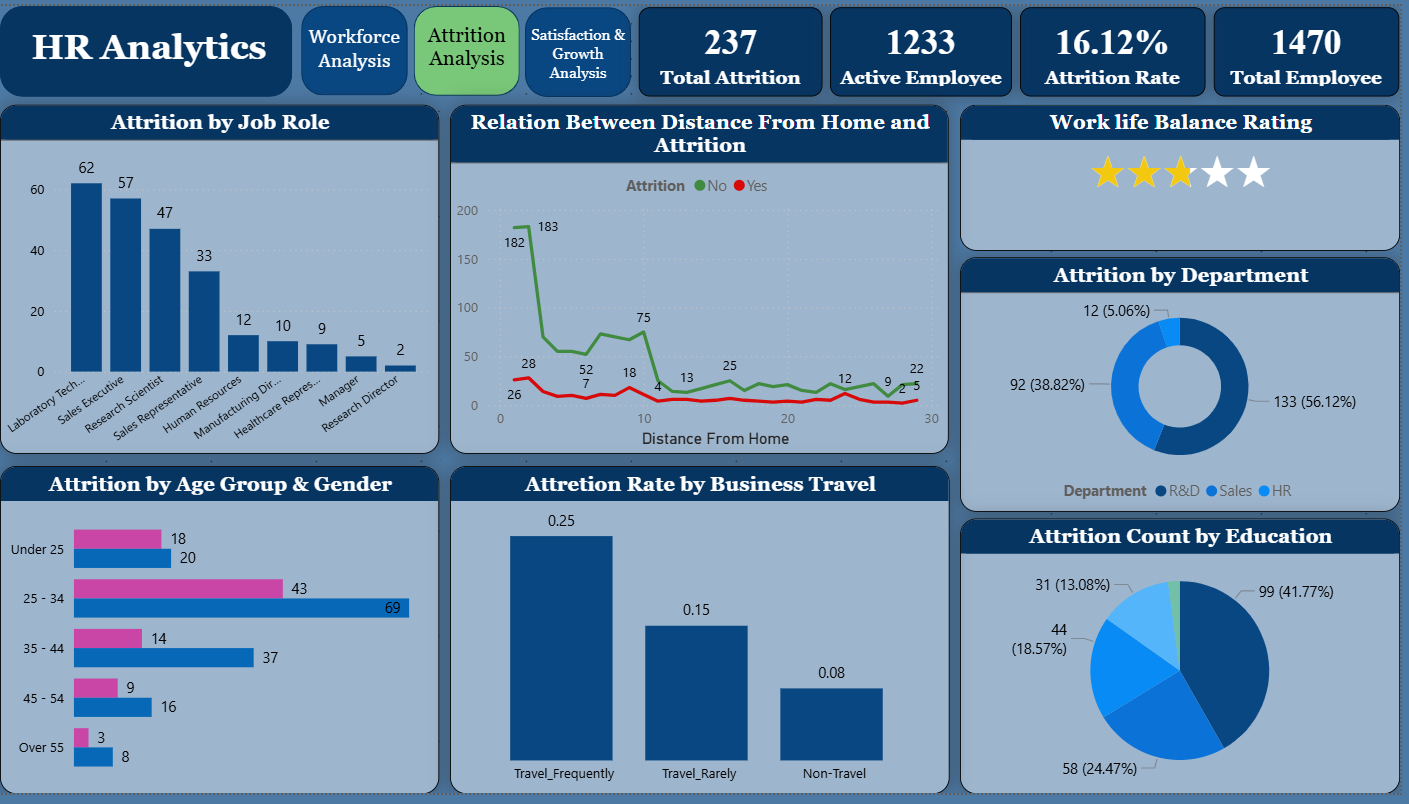 HR Analytics
Workforce
Analysis
Attrition
Analysis
Satisfaction &
Growth
Analysis
237
Total Attrition
1233
Active Employee
16.12%
Attrition Rate
1470
Total Employee
Attrition by Job Role
62
57
47
33
12
10
9
5
2
60
40
20
0
Laboratory Tech...
Sales Executive
Research Scientist
Sales Representative
Human Resources
Manufacturing Dir...
Healthcare Repres...
Manager
Research Director
Relation Between Distance From Home and
Attrition
Attrition No Yes
200
150
100
50
0
182
183
75
52
28
26
7
18
4
13
25
12
9
2
22
5
0
10
20
30
Distance From Home
Work life Balance Rating
Attrition by Department
12 (5.06%)
92 (38.82%)
133 (56.12%)
Department R&D Sales HR
Attrition by Age Group & Gender
Under 25
18
20
25 - 34
43
69
35 - 44
14
37
45 - 54
9
16
Over 55
3
8
Attretion Rate by Business Travel
0.25
0.15
0.08
Travel_Frequently
Travel_Rarely
Non-Travel
Attrition Count by Education
31 (13.08%)
99 (41.77%)
44
(18.57%)
58 (24.47%)